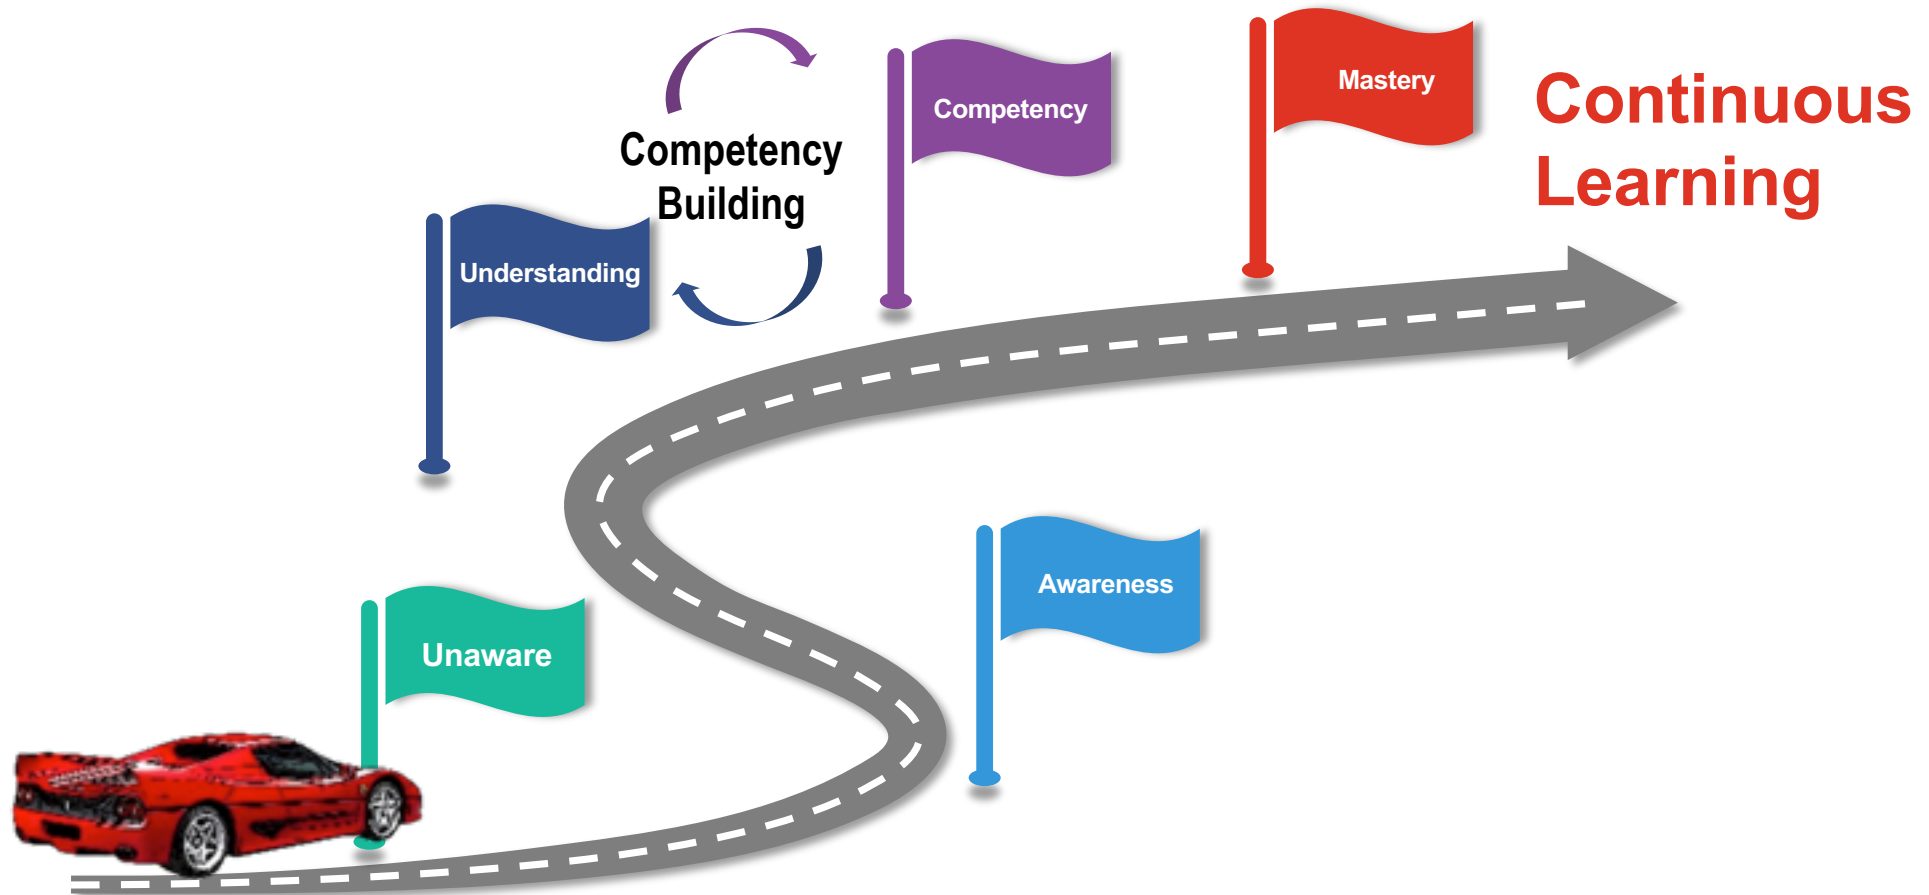 Mastery
Continuous
Learning
Competency
Competency
Building
Understanding
Awareness
Unaware